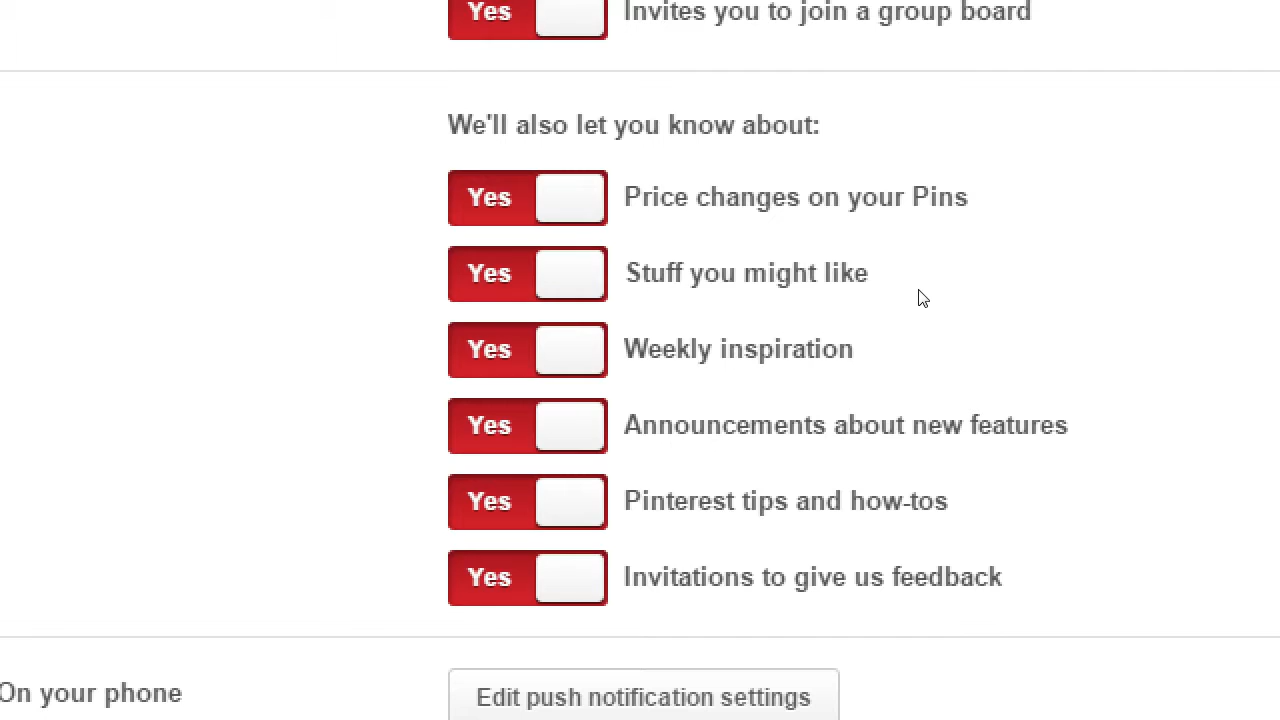 Yes Invites you to join a group board
We'll also let you know about:
Yes Price changes on your Pins
Yes Stuff you might like
Yes Weekly inspiration
Yes Announcements about new features
Yes Pinterest tips and how-tos
Yes Invitations to give us feedback
On your phone Edit push notification settings